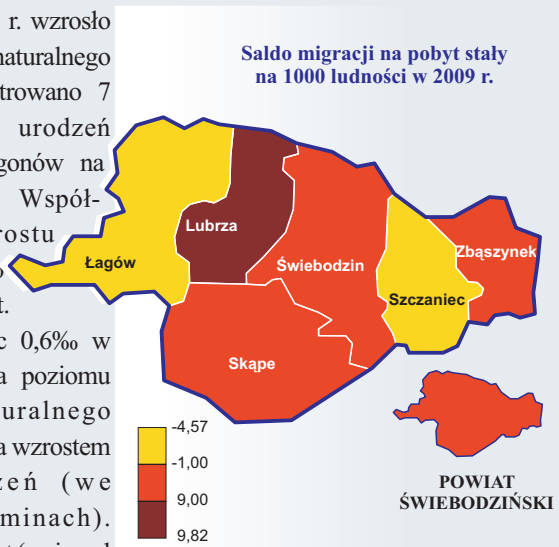 r. wzrosło
naturalnego
trowano 7
urodzeń
gonów na
Współ-
rostu
t.
c 0,6‰ w
a poziomu
uralnego
a wzrostem
zeń (we
minach).
Saldo migracji na pobyt stały
na 1000 ludności w 2009 r.
Lubrza
Łagów
Świebodzin
Zbąszynek
Szczaniec
Skąpe
-4,57
-1,00
9,00
9,82
POWIAT
ŚWIEBODZIŃSKI